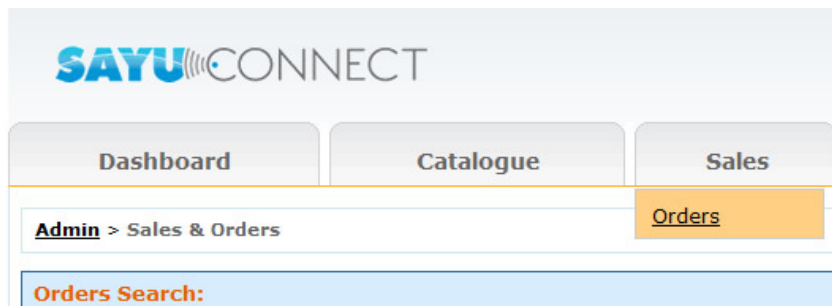 SAYU CONNECT
Dashboard Catalogue Sales
Orders
Admin > Sales & Orders
Orders Search: